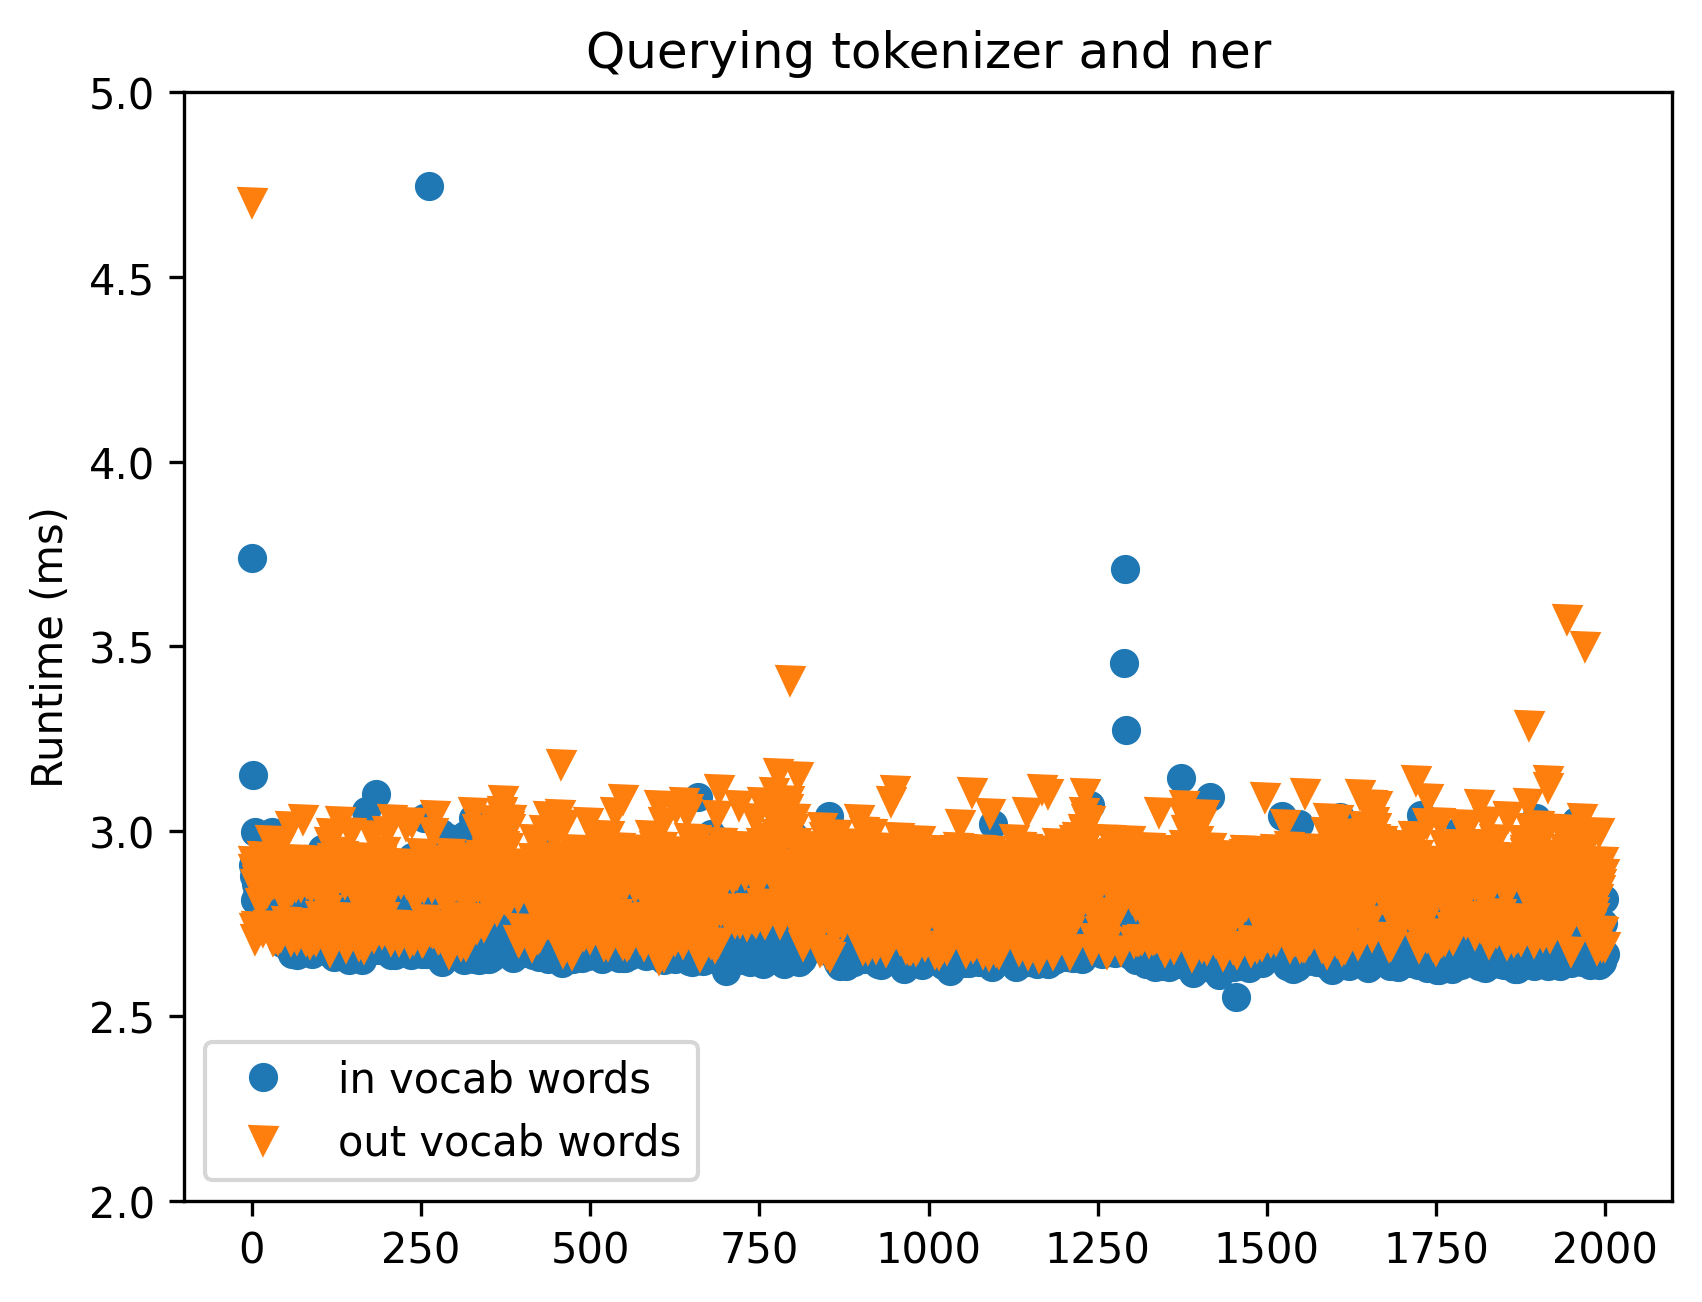 Querying tokenizer and ner
Runtime (ms)
5.0
4.5
4.0
3.5
3.0
2.5
2.0
in vocab words
out vocab words
0 250 500 750 1000 1250 1500 1750 2000